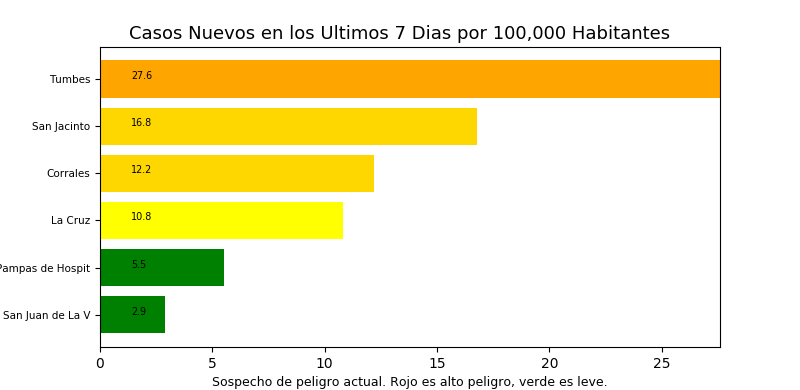 Casos Nuevos en los Ultimos 7 Dias por 100,000 Habitantes
Tumbes 27.6
San Jacinto 16.8
Corrales 12.2
La Cruz 10.8
Pampas de Hospit 5.5
San Juan de La V 2.9
0 5 10 15 20 25
Sospecho de peligro actual. Rojo es alto peligro, verde es leve.